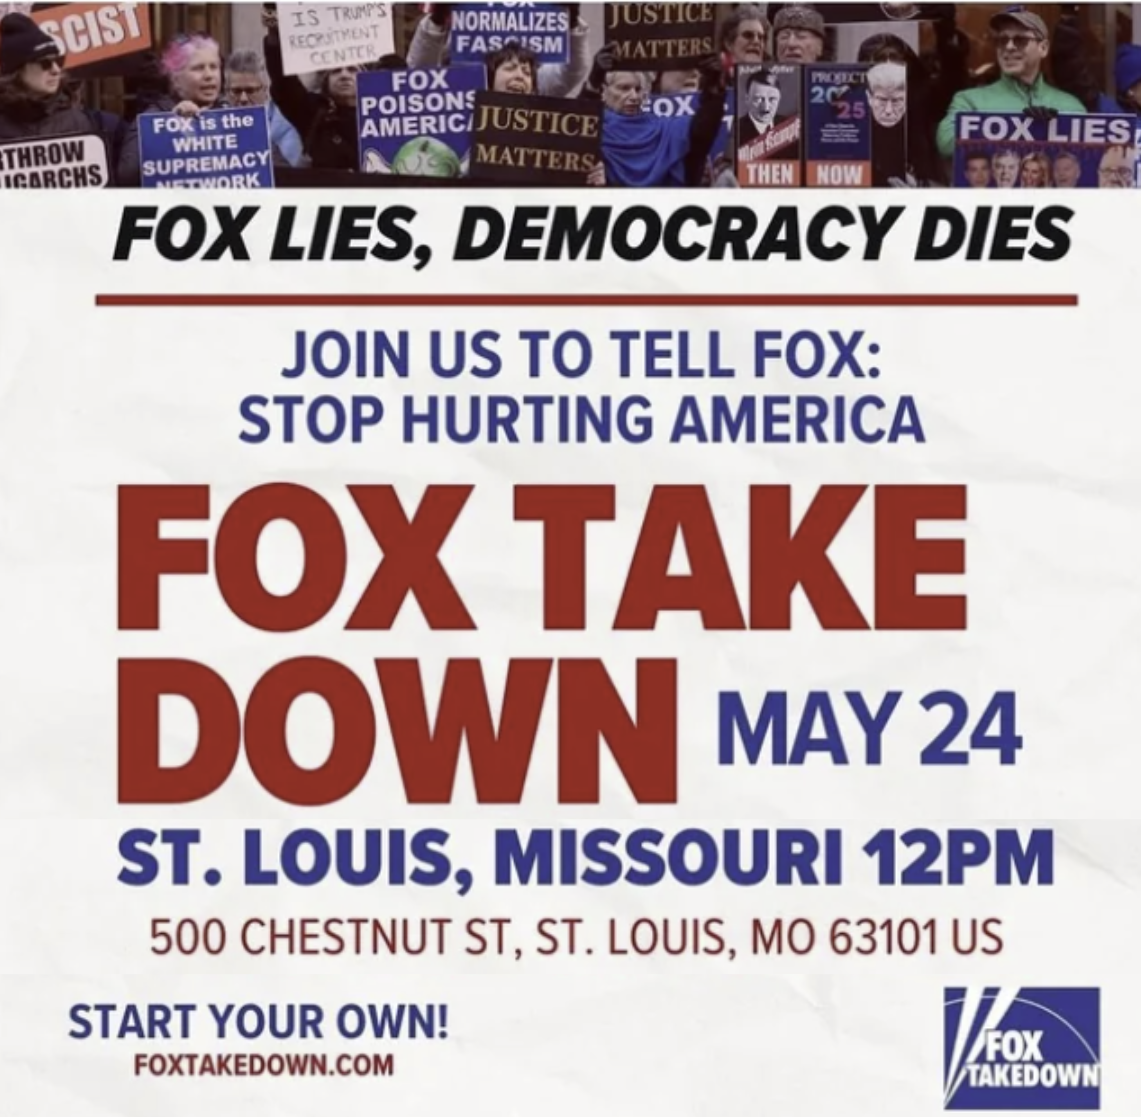 SCIST
IS TRUMP'S
RECRUITMENT
CENTER
NORMALIZES
FASCISM
JUSTICE
MATTERS
FOX
POISONS
AMERICA
JUSTICE
MATTERS
FOX is the
WHITE
SUPREMACY
NETWORK
THROW
IGARCHS
FOX
Mein Kampf
THEN
PROJECT
2025
NOW
FOX LIES
FOX LIES, DEMOCRACY DIES
JOIN US TO TELL FOX:
STOP HURTING AMERICA
FOX TAKE
DOWN MAY 24
ST. LOUIS, MISSOURI 12PM
500 CHESTNUT ST, ST. LOUIS, MO 63101 US
START YOUR OWN!
FOXTAKEDOWN.COM
FOX
TAKEDOWN